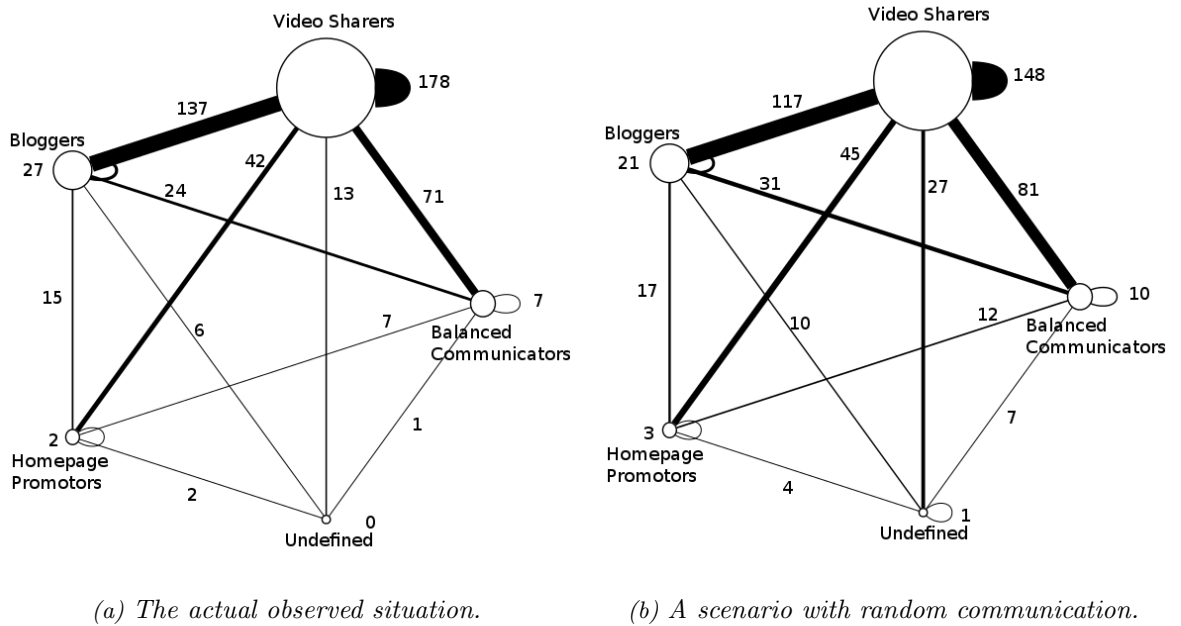 Video Sharers
178
137
Bloggers
27
42
24
13
71
15
6
7
7
Balanced
Communicators
2
1
Homepage
Promotors
2
0
Undefined
(a) The actual observed situation.
Video Sharers
148
117
Bloggers
21
45
31
27
81
17
10
12
10
Balanced
Communicators
3
7
Homepage
Promotors
4
1
Undefined
(b) A scenario with random communication.